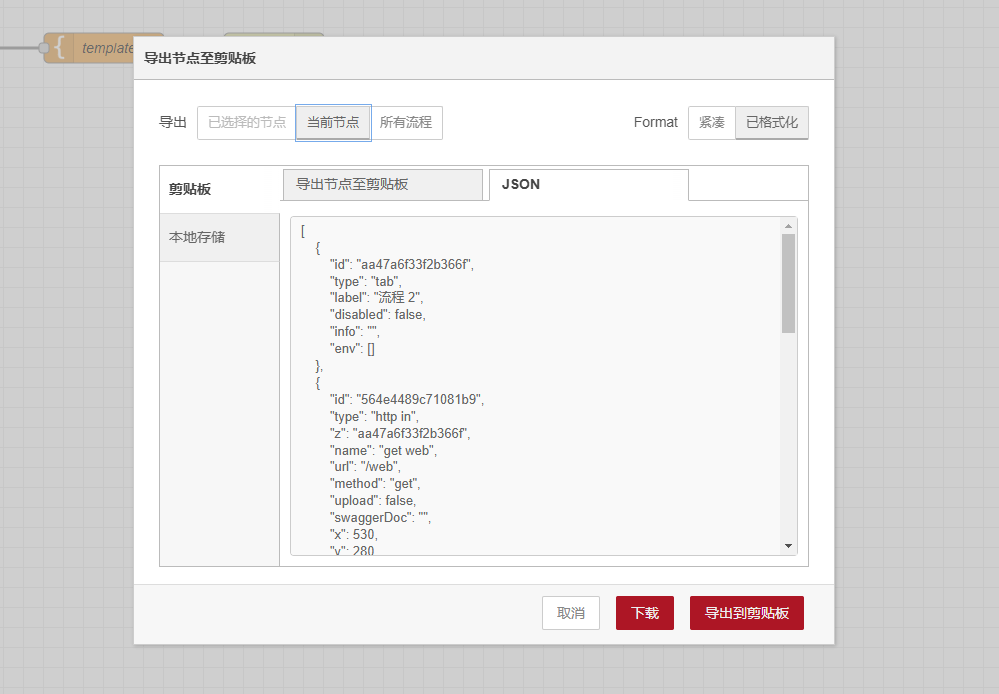 template
导出节点至剪贴板
导出 已选择的节点 当前节点 所有流程 Format 紧凑 已格式化
剪贴板 导出节点至剪贴板 JSON
本地存储
[
{
"id": "aa47a6f33f2b366f",
"type": "tab",
"label": "流程 2",
"disabled": false,
"info": "",
"env": []
},
{
"id": "564e4489c71081b9",
"type": "http in",
"z": "aa47a6f33f2b366f",
"name": "get web",
"url": "/web",
"method": "get",
"upload": false,
"swaggerDoc": "",
"x": 530,
"y": 280
取消 下载 导出到剪贴板